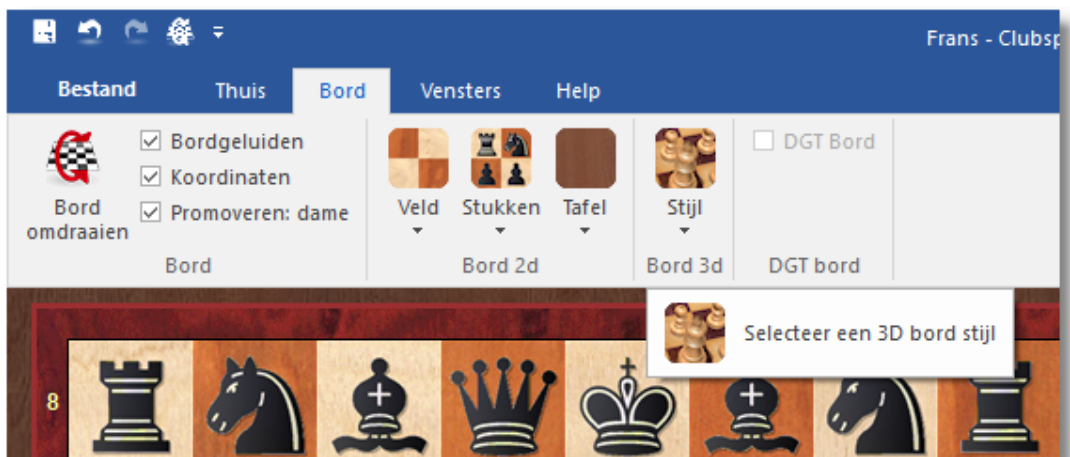 Frans - Clubsp
Bestand Thuis Bord Vensters Help
Bord omdraaien
Bordgeluiden
Koordinaten
Promoveren: dame
Veld Stukken Tafel
Stijl
DGT Bord
Bord Bord 2d Bord 3d DGT bord
Selecteer een 3D bord stijl
8